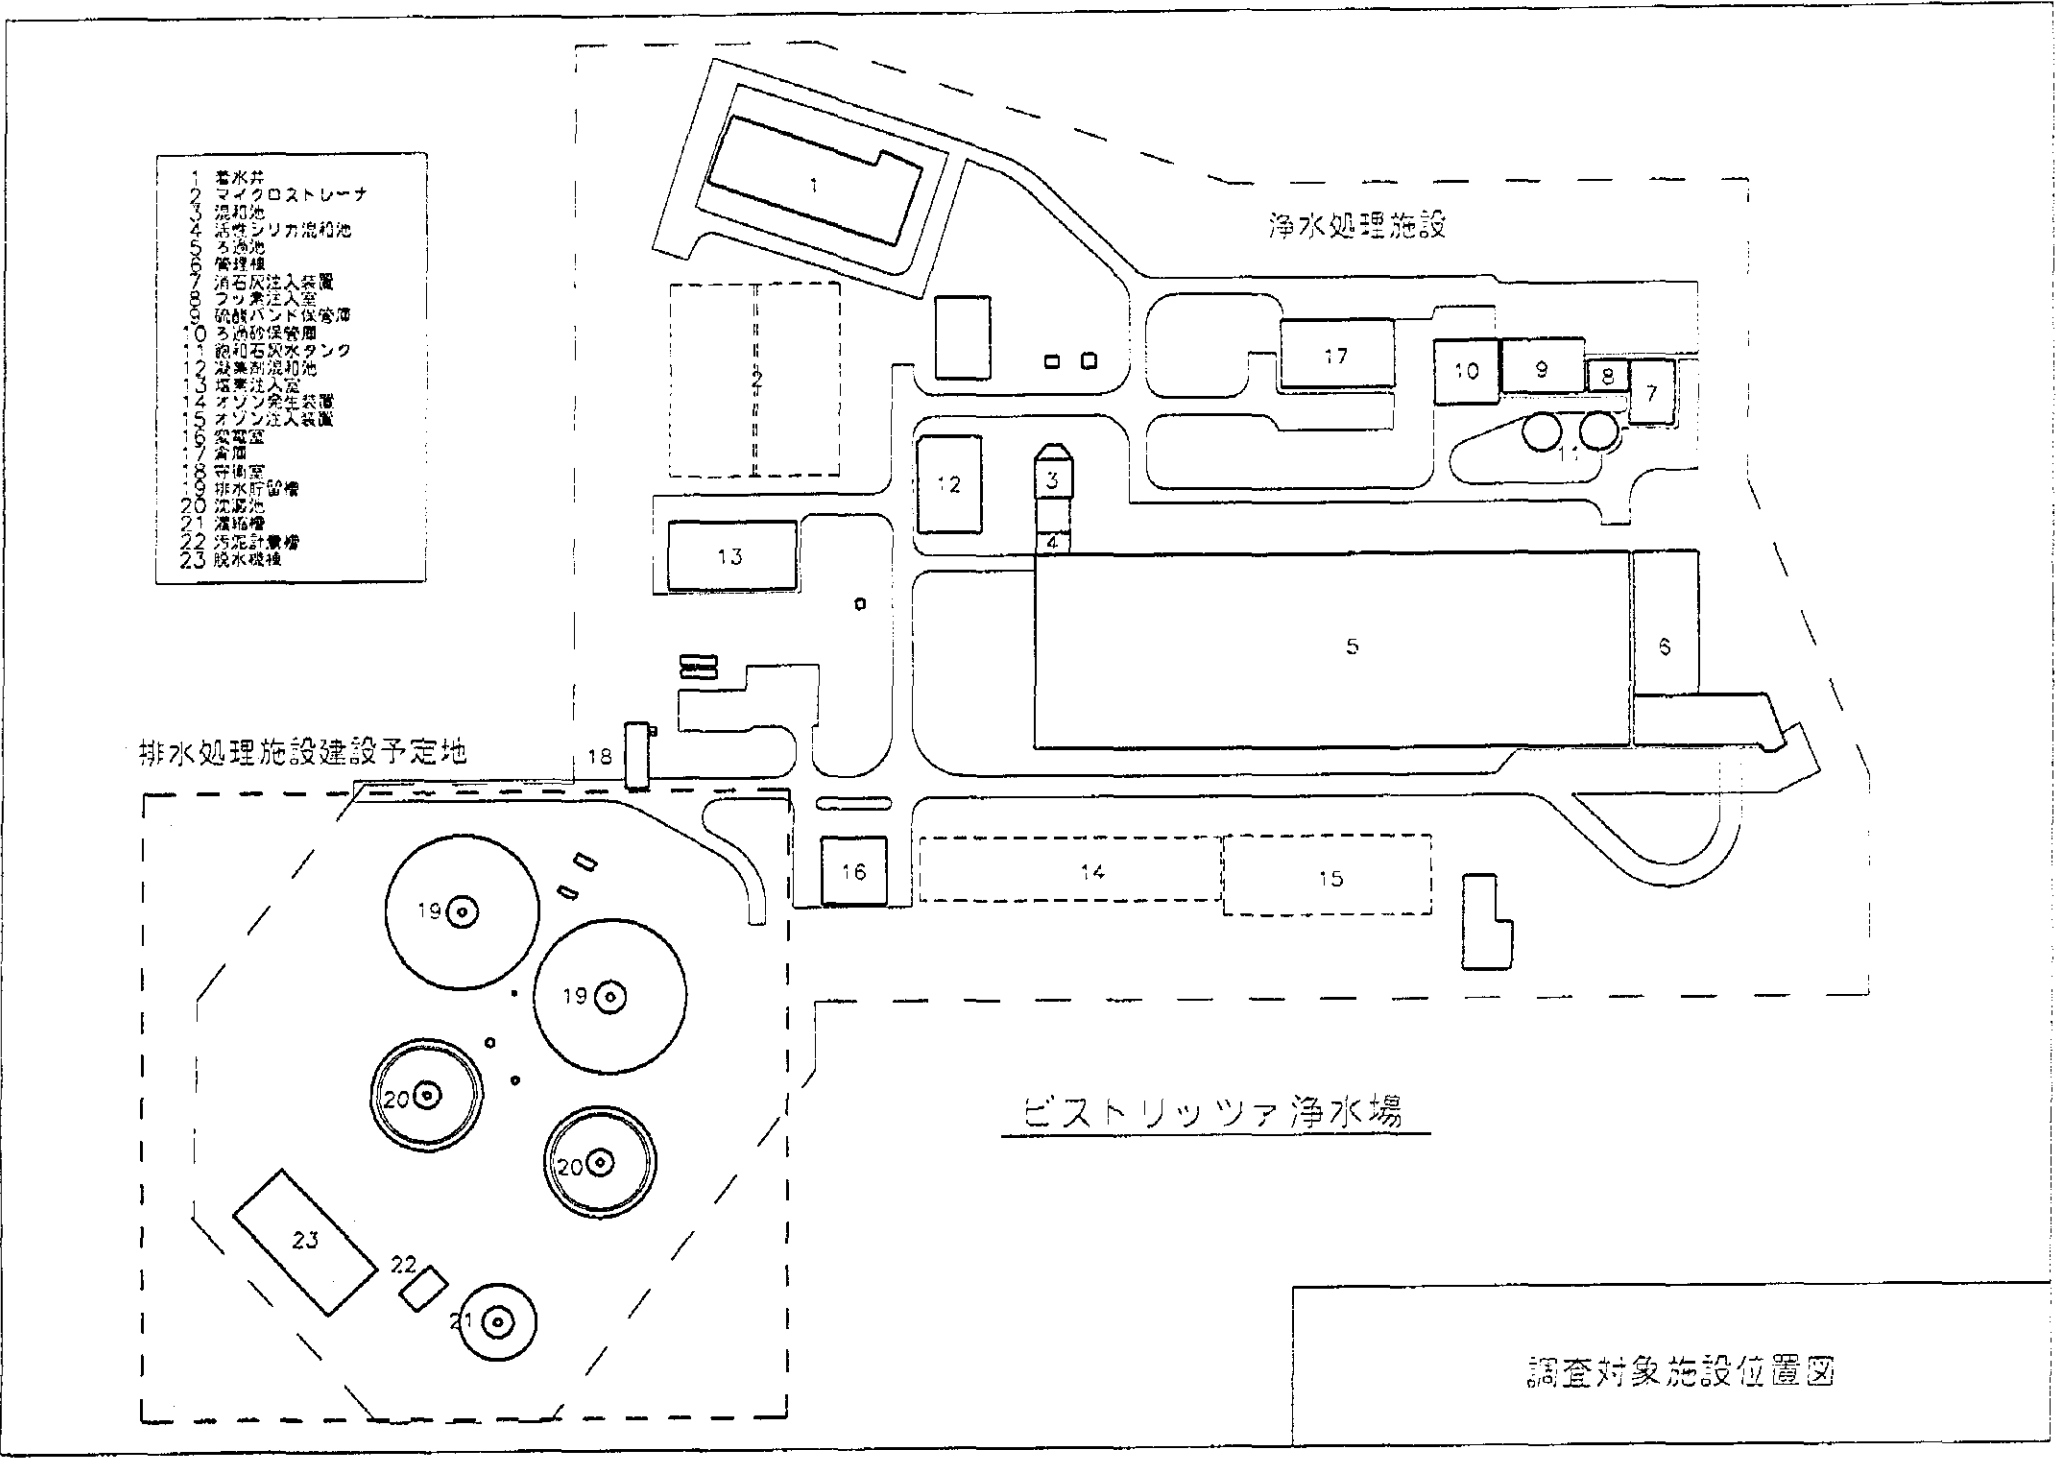 1 着水井
2 マイクロストレーナ
3 混和池
4 活性シリカ混和池
5 ろ過池
6 管理棟
7 消石灰注入装置
8 フッ素注入室
9 硫酸バンド保管庫
10 ろ過砂保管庫
11 飽和石灰水タンク
12 凝集剤混和池
13 塩素注入室
14 オゾン発生装置
15 オゾン注入装置
16 変電室
17 倉庫
18 守衛室
19 排水貯留槽
20 沈澱池
21 濃縮槽
22 汚泥計量槽
23 脱水機棟
浄水処理施設
1
2
17
10
9
8
7
11
12
3
4
13
5
6
排水処理施設建設予定地
18
16
14
15
19
19
20
20
23
22
21
ビストリッツァ浄水場
調査対象施設位置図